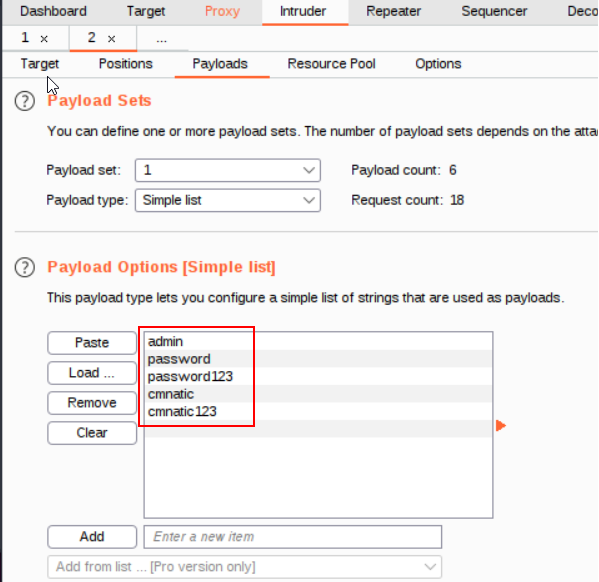 Dashboard Target Proxy Intruder Repeater Sequencer Deco
1 × 2 × ...
Target Positions Payloads Resource Pool Options
? Payload Sets
You can define one or more payload sets. The number of payload sets depends on the atta
Payload set: 1 Payload count: 6
Payload type: Simple list Request count: 18
? Payload Options [Simple list]
This payload type lets you configure a simple list of strings that are used as payloads.
Paste
Load ...
Remove
Clear
admin
password
password123
cmnatic
cmnatic123
Add Enter a new item
Add from list ... [Pro version only]